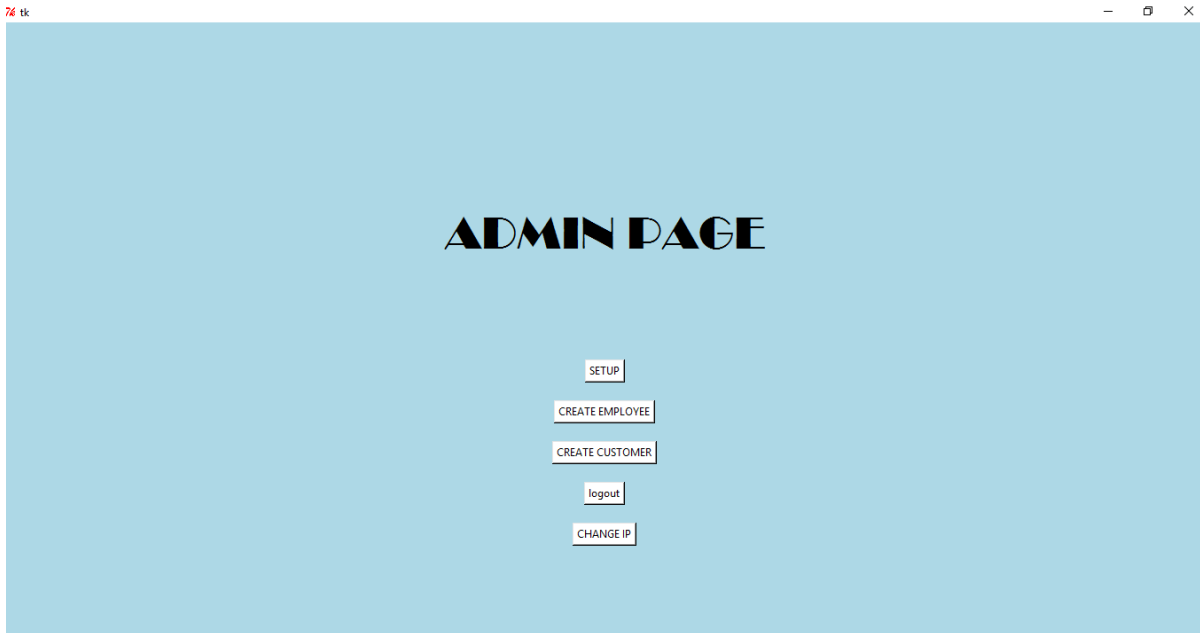 tk
ADMIN PAGE
SETUP
CREATE EMPLOYEE
CREATE CUSTOMER
logout
CHANGE IP